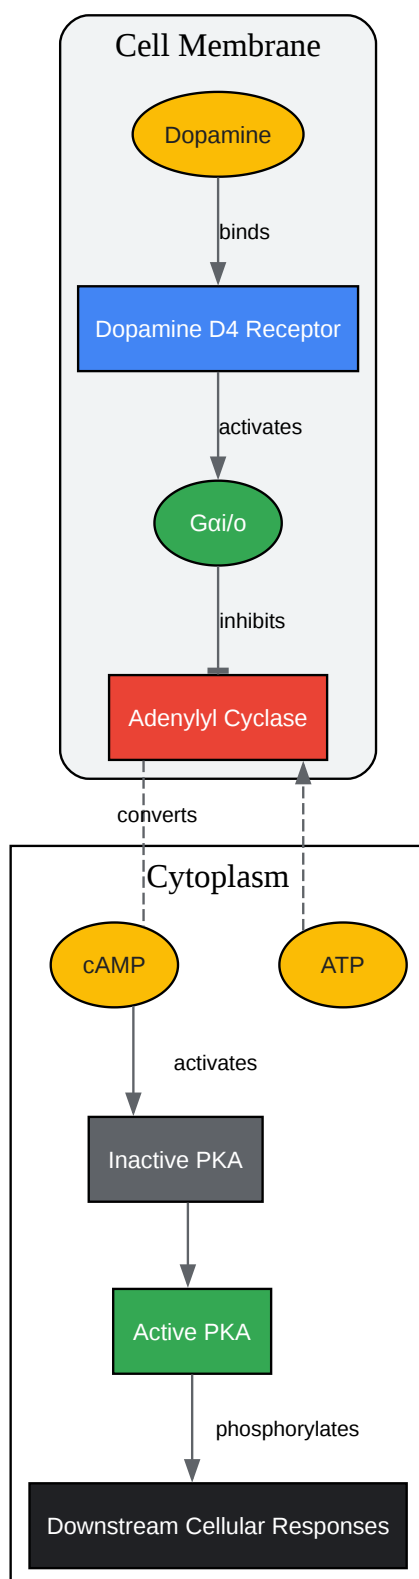 Cell Membrane
Dopamine
binds
Dopamine D4 Receptor
activates
Gαi/o
inhibits
Adenylyl Cyclase
converts
Cytoplasm
cAMP
ATP
activates
Inactive PKA
Active PKA
phosphorylates
Downstream Cellular Responses